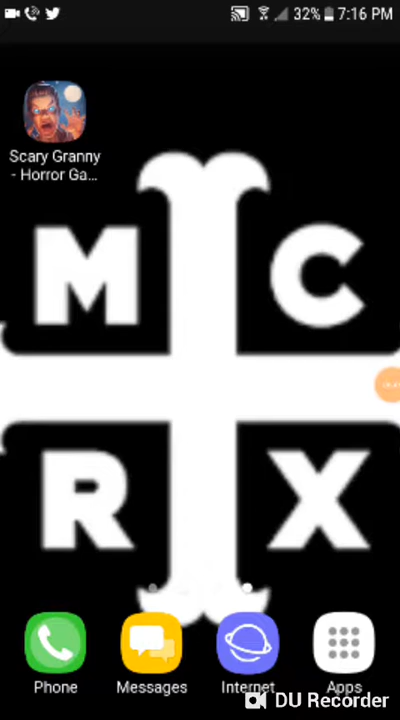 32% 7:16 PM
Scary Granny
- Horror Ga...
M C
R X
Phone Messages Internet Apps
DU Recorder